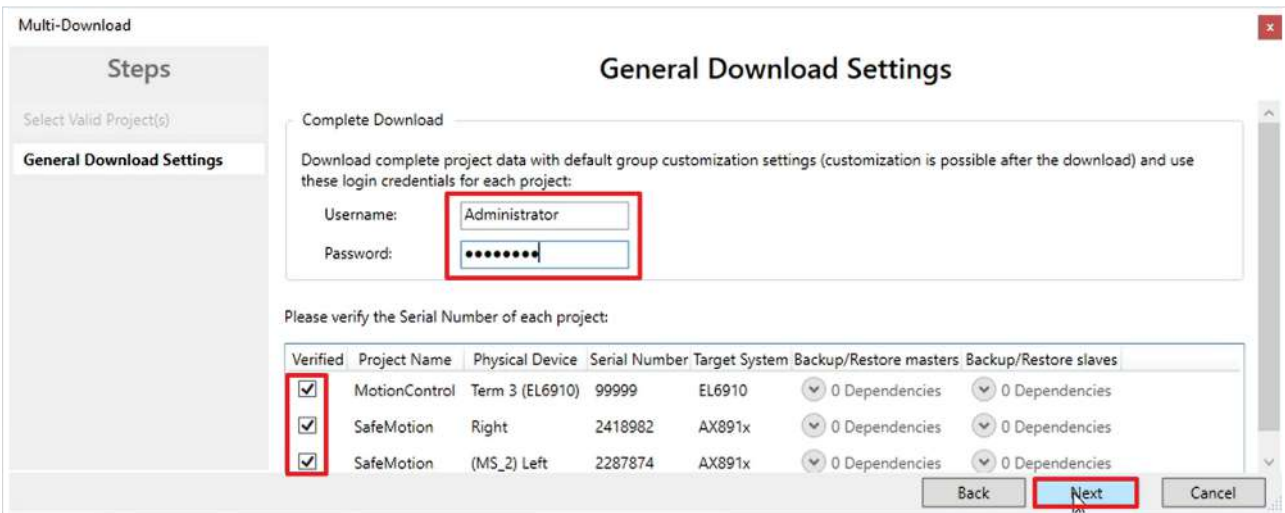 Multi-Download
x
Steps
General Download Settings
Select Valid Project(s)
General Download Settings
Complete Download
Download complete project data with default group customization settings (customization is possible after the download) and use
these login credentials for each project:
Username: Administrator
Password: ●●●●●●●●
Please verify the Serial Number of each project:
Verified Project Name Physical Device Serial Number Target System Backup/Restore masters Backup/Restore slaves
MotionControl Term 3 (EL6910) 99999 EL6910 0 Dependencies 0 Dependencies
SafeMotion Right 2418982 AX891x 0 Dependencies 0 Dependencies
SafeMotion (MS_2) Left 2287874 AX891x 0 Dependencies 0 Dependencies
Back Next Cancel